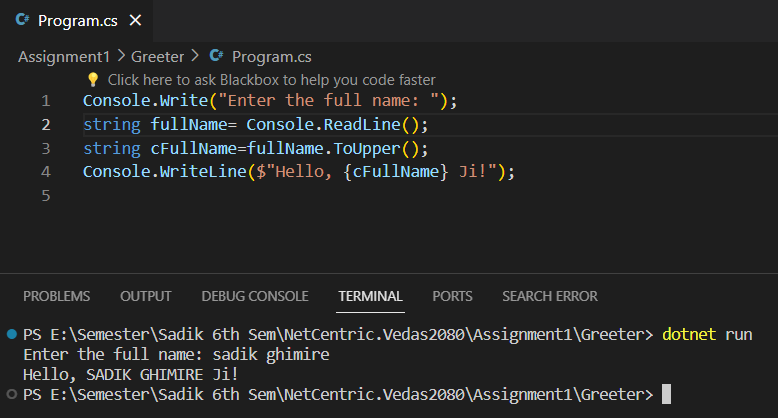 C# Program.cs ×
Assignment1 > Greeter > C# Program.cs
Click here to ask Blackbox to help you code faster
1 Console.Write("Enter the full name: ");
2 string fullName= Console.ReadLine();
3 string cFullName=fullName.ToUpper();
4 Console.WriteLine($"Hello, {cFullName} Ji!");
5
PROBLEMS OUTPUT DEBUG CONSOLE TERMINAL PORTS SEARCH ERROR
PS E:\Semester\Sadik 6th Sem\NetCentric.Vedas2080\Assignment1\Greeter> dotnet run
Enter the full name: sadik ghimire
Hello, SADIK GHIMIRE Ji!
PS E:\Semester\Sadik 6th Sem\NetCentric.Vedas2080\Assignment1\Greeter>